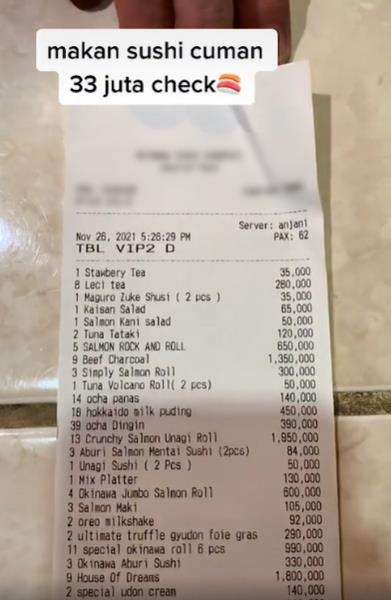 makan sushi cuman
33 juta check🍣
Server: anjani
Nov 26, 2021 5:26:29 PM PAX: 62
TBL VIP2 D
1 Stawbery Tea 35,000
8 Leci tea 280,000
1 Maguro Zuke Shusi ( 2 pcs ) 35,000
1 Kaisan Salad 65,000
1 Salmon Kani salad 50,000
2 Tuna Tataki 120,000
5 SALMON ROCK AND ROLL 650,000
9 Beef Charcoal 1,350,000
3 Simply Salmon Roll 300,000
1 Tuna Volcano Roll( 2 pcs) 50,000
14 ocha panas 140,000
18 hokkaido milk puding 450,000
39 ocha Dingin 390,000
13 Crunchy Salmon Unagi Roll 1,950,000
3 Aburi Salmon Mentai Sushi (2pcs) 84,000
1 Unagi Sushi ( 2 Pcs ) 50,000
1 Mix Platter 130,000
4 Okinawa Jumbo Salmon Roll 600,000
3 Salmon Maki 105,000
2 oreo milkshake 92,000
2 ultimate truffle gyudon foie gras 290,000
11 special okinawa roll 6 pcs 990,000
3 Okinawa Aburi Sushi 330,000
9 House Of Dreams 1,800,000
2 special udon cream 140,000